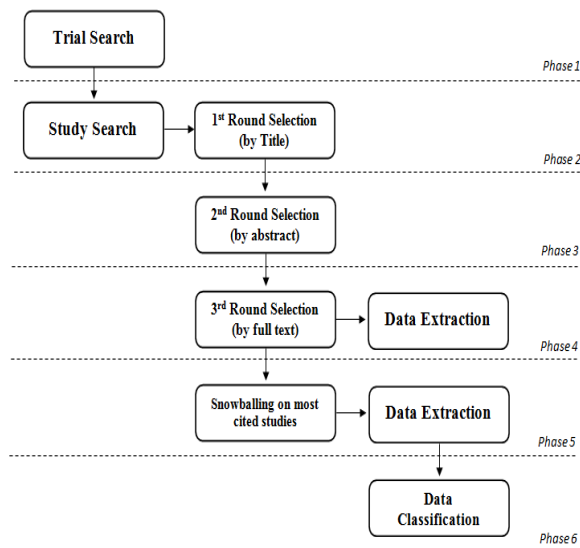 Trial Search
Phase 1
Study Search
1st Round Selection
(by Title)
Phase 2
2nd Round Selection
(by abstract)
Phase 3
3rd Round Selection
(by full text)
Data Extraction
Phase 4
Snowballing on most
cited studies
Data Extraction
Phase 5
Data
Classification
Phase 6